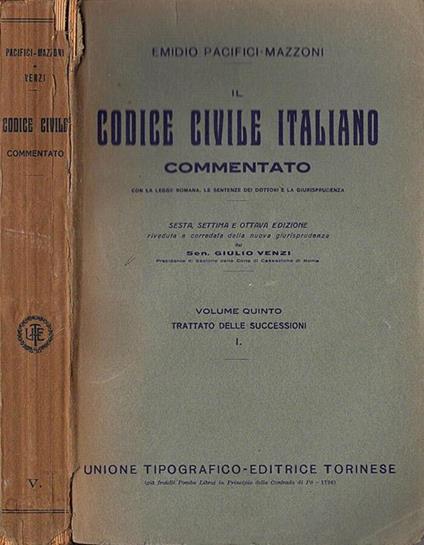 PACIFICI-MAZZONI
VENZI
CODICE CIVILE
COMMENTATO
UTET
V.
EMIDIO PACIFICI-MAZZONI
IL
CODICE CIVILE ITALIANO
COMMENTATO
CON LA LEGGE ROMANA, LE SENTENZE DEI DOTTORI E LA GIURISPRUDENZA
SESTA, SETTIMA E OTTAVA EDIZIONE
riveduta e corredata della nuova giurisprudenza
dal
Sen. GIULIO VENZI
Presidente di Sezione della Corte di Cassazione di Roma
VOLUME QUINTO
TRATTATO DELLE SUCCESSIONI
I.
UNIONE TIPOGRAFICO-EDITRICE TORINESE
(già fratelli Pomba Librai in Principio della Contrada di Po - 1796)